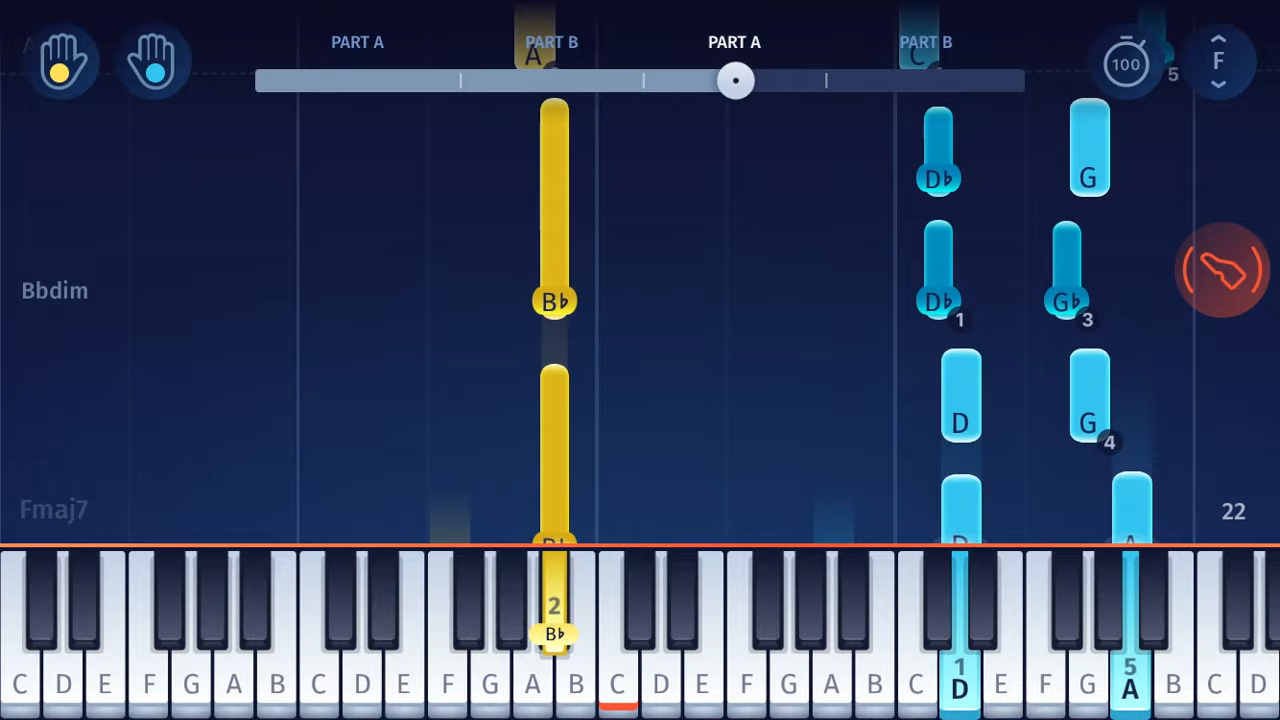 PART A PART B PART A PART B
A C 5
100 F
D♭ G
B♭ D♭ G♭
Bbdim
1 3
D G
4
Fmaj7 22
D A
2
B♭
1 5
C D E F G A B C D E F G A B C D E F G A B C D E F G A B C D